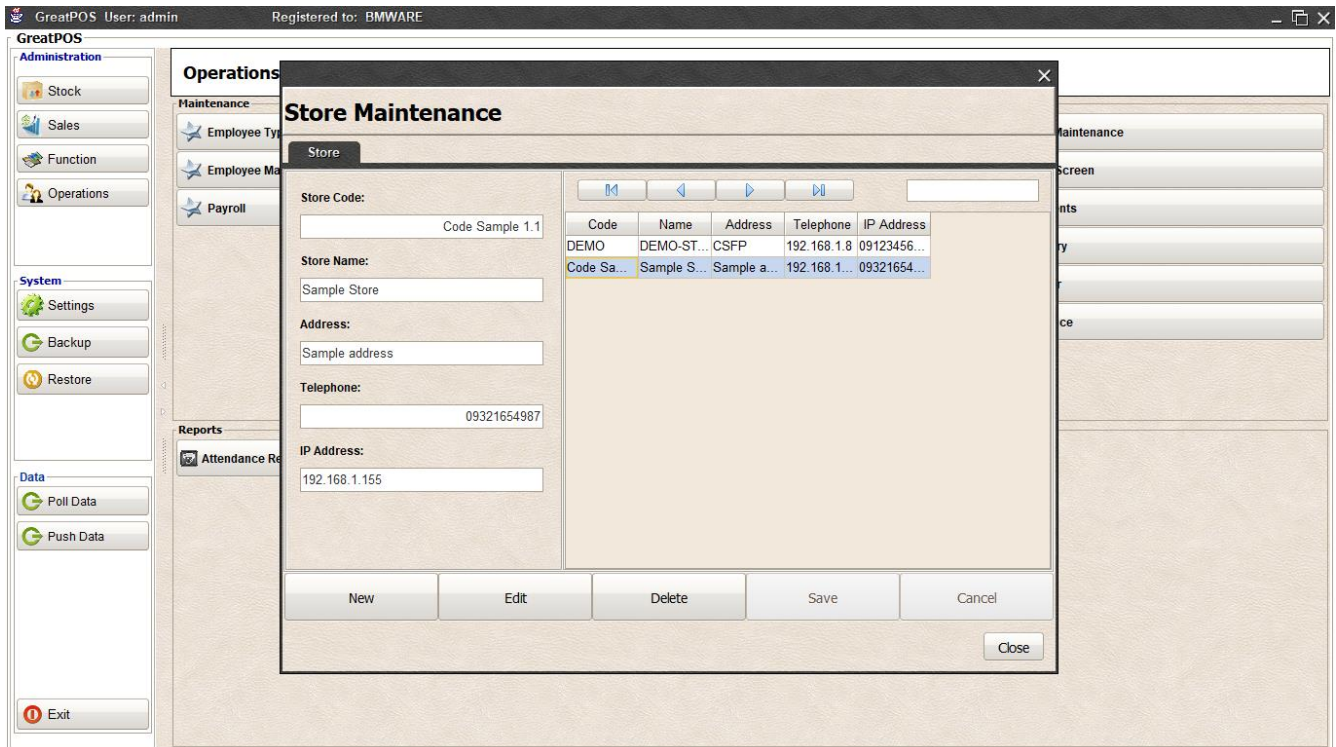 GreatPOS User: admin Registered to: BMWARE
GreatPOS
Administration
Stock
Sales
Function
Operations
System
Settings
Backup
Restore
Data
Poll Data
Push Data
Exit
Operations
Maintenance
Employee Typ
Employee Ma
Payroll
Reports
Attendance Re
Store Maintenance
Store
Store Code:
Code Sample 1.1
Store Name:
Sample Store
Address:
Sample address
Telephone:
09321654987
IP Address:
192.168.1.155
Code Name Address Telephone IP Address
DEMO DEMO-ST... CSFP 192.168.1.8 09123456...
Code Sa... Sample S... Sample a... 192.168.1... 09321654...
New Edit Delete Save Cancel
Close
Maintenance
Screen
nts
ry
r
ce